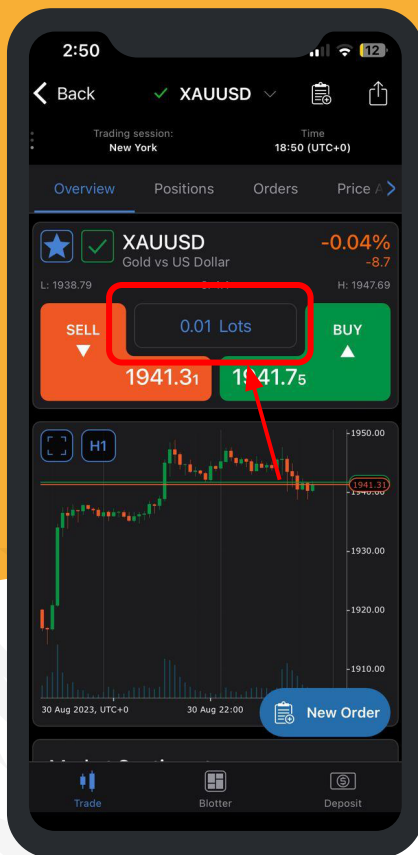 2:50
12
Back
XAUUSD
Trading session:
New York
Time
18:50 (UTC+0)
Overview
Positions
Orders
Price A
XAUUSD
Gold vs US Dollar
-0.04%
-8.7
L: 1938.79
H: 1947.69
SELL
0.01 Lots
BUY
1941.31
1941.75
H1
1950.00
1941.31
1940.00
1930.00
1920.00
1910.00
30 Aug 2023, UTC+0
30 Aug 22:00
New Order
Trade
Blotter
Deposit